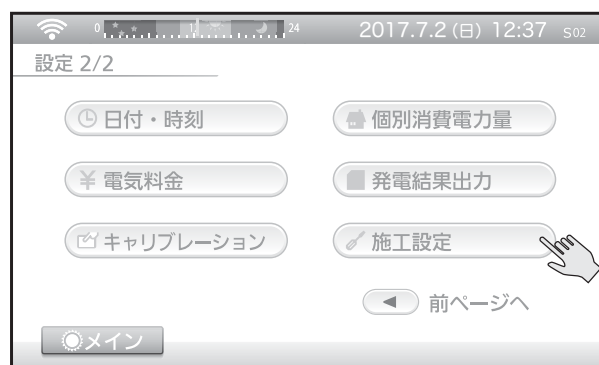 0 12 24 2017.7.2 (日) 12:37 S02
設定 2/2
日付・時刻 個別消費電力量
¥ 電気料金 発電結果出力
キャリブレーション 施工設定
◀ 前ページへ
メイン